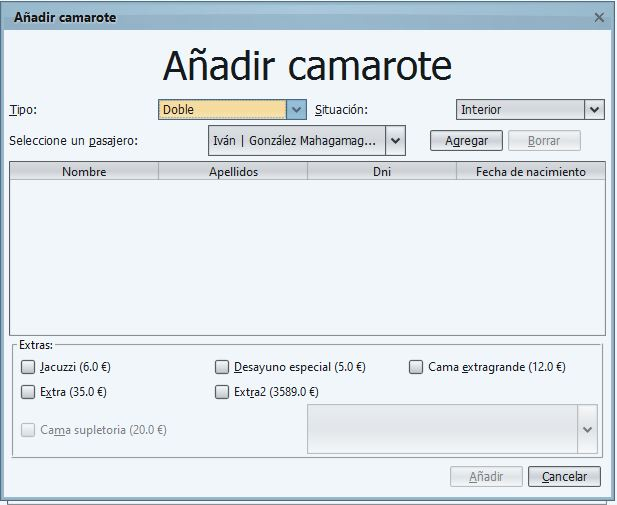 Añadir camarote
Añadir camarote
Tipo: Doble Situación: Interior
Seleccione un pasajero: Iván | González Mahagamag... Agregar Borrar
Nombre Apellidos Dni Fecha de nacimiento
Extras:
Jacuzzi (6.0 €) Desayuno especial (5.0 €) Cama extragrande (12.0 €)
Extra (35.0 €) Extra2 (3589.0 €)
Cama supletoria (20.0 €)
Añadir Cancelar